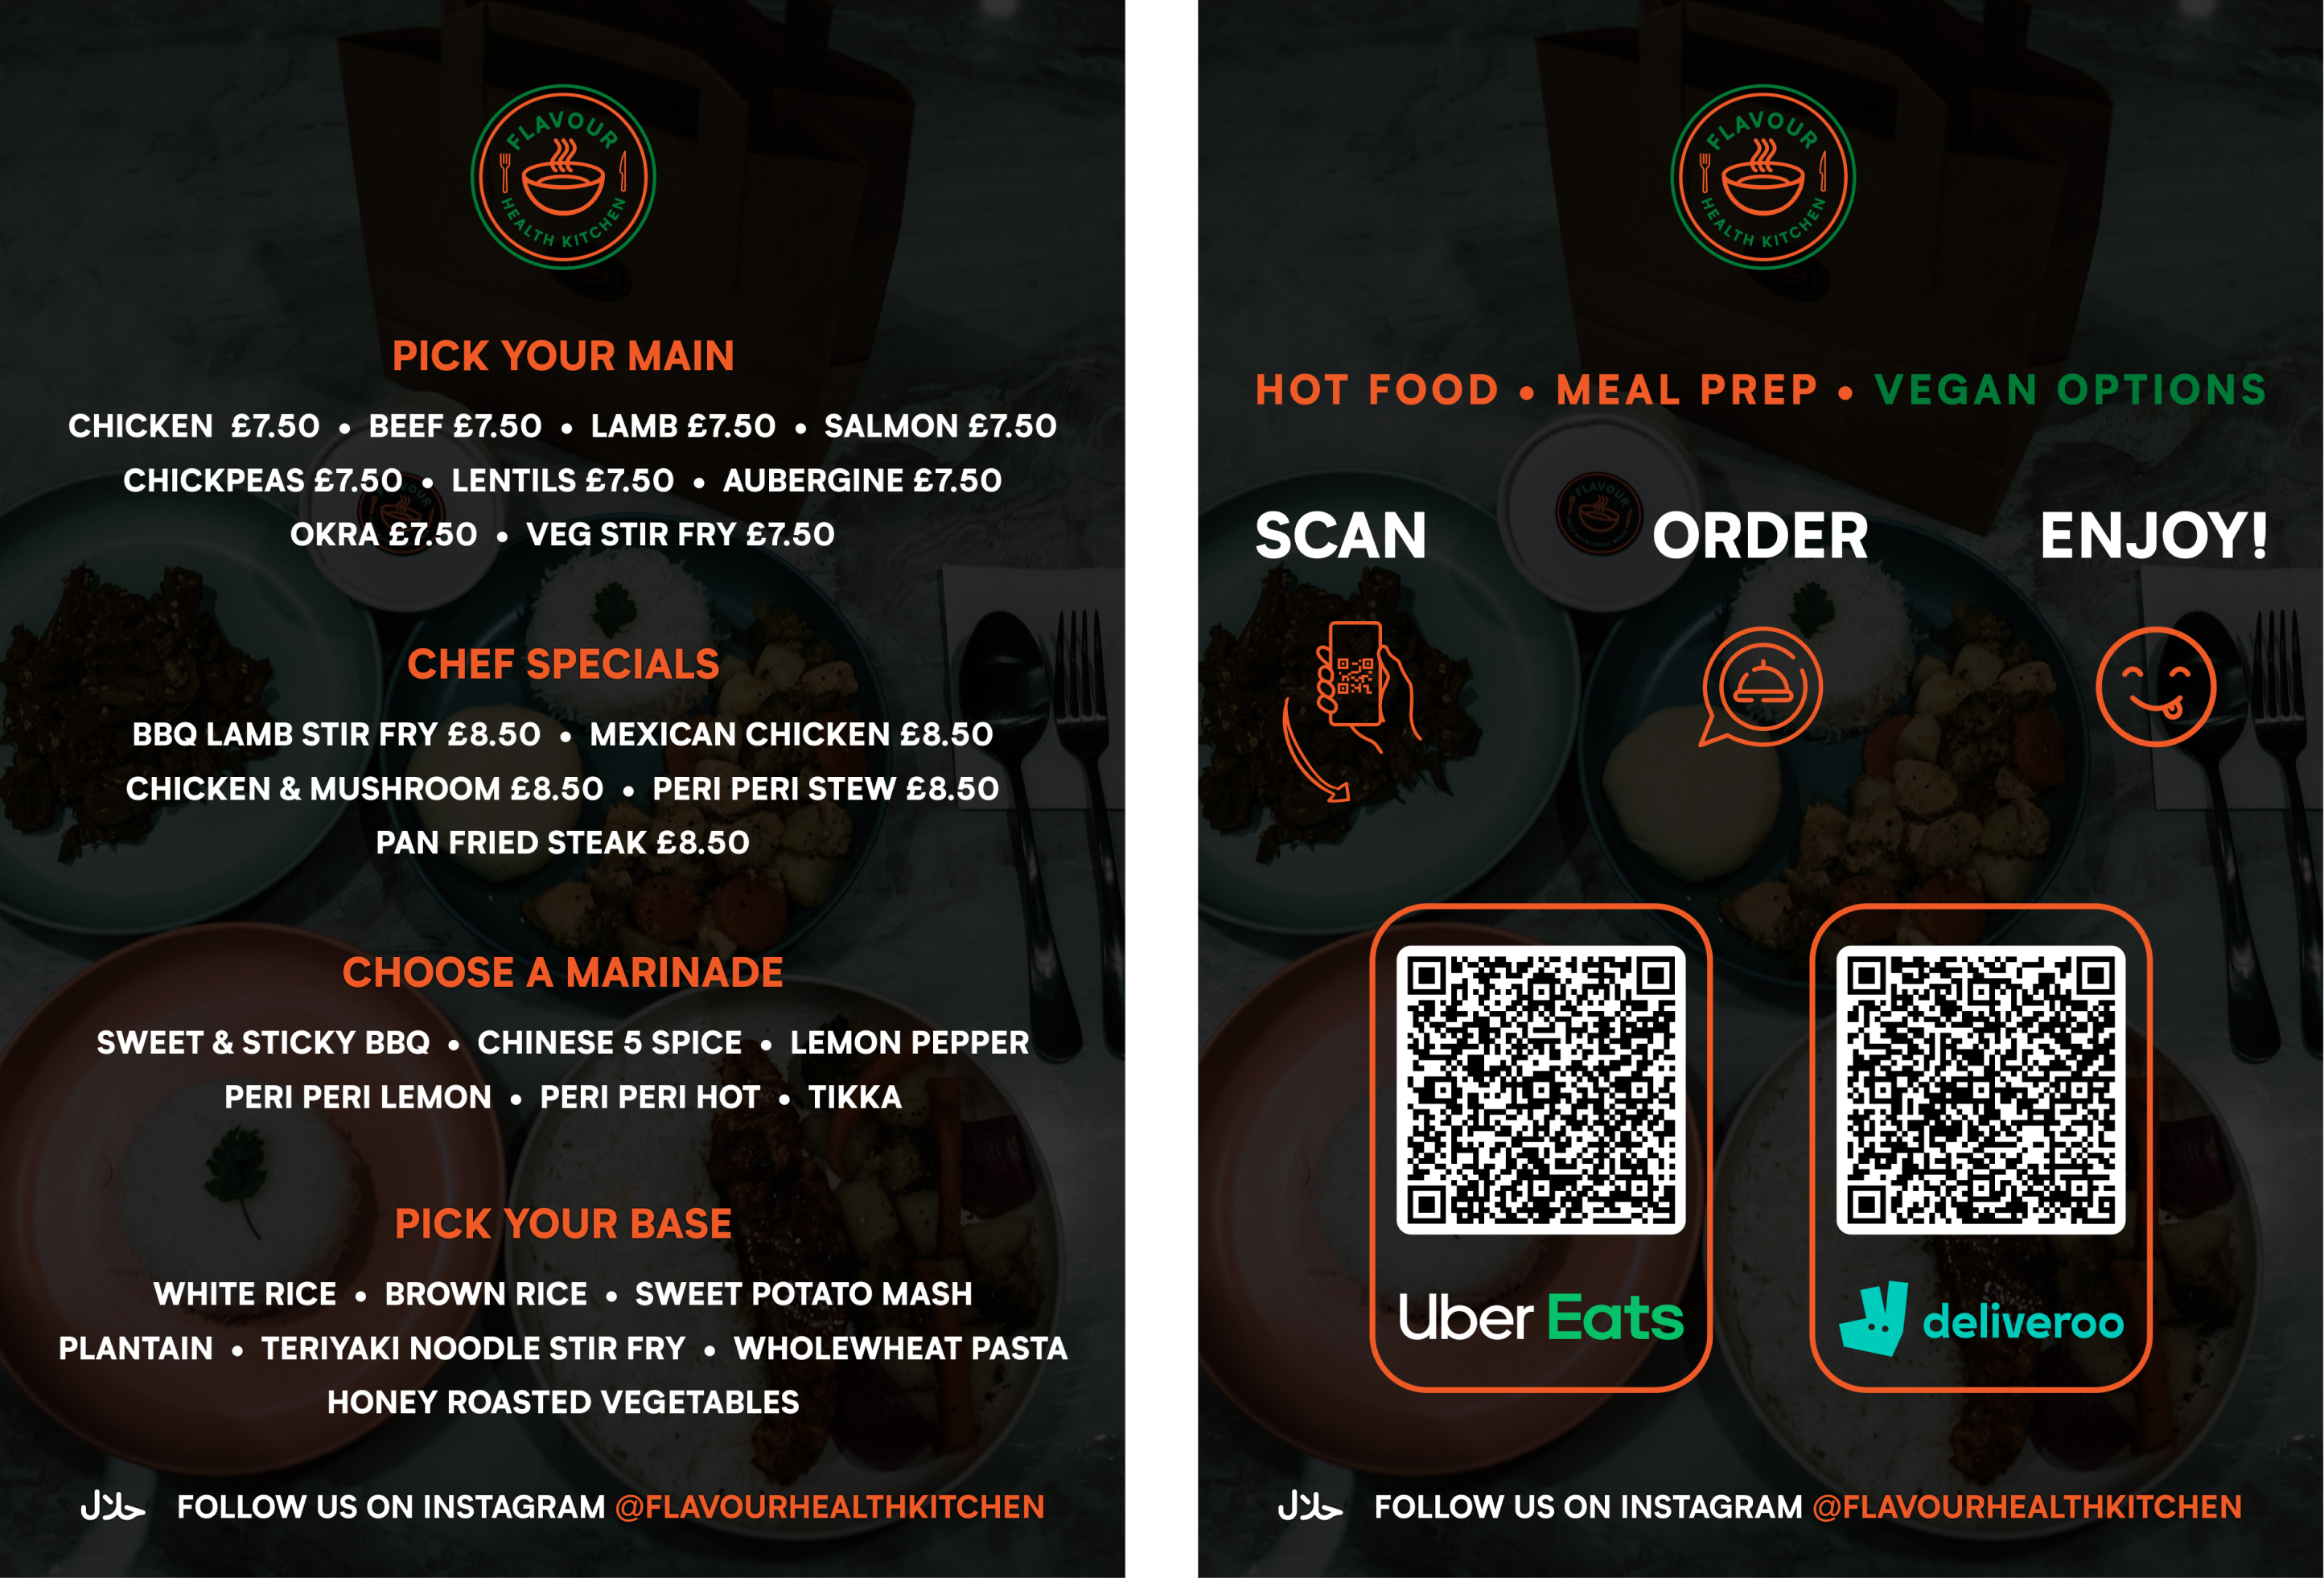 FLAVOUR
HEALTH KITCHEN
PICK YOUR MAIN
CHICKEN £7.50 • BEEF £7.50 • LAMB £7.50 • SALMON £7.50
CHICKPEAS £7.50 • LENTILS £7.50 • AUBERGINE £7.50
OKRA £7.50 • VEG STIR FRY £7.50
CHEF SPECIALS
BBQ LAMB STIR FRY £8.50 • MEXICAN CHICKEN £8.50
CHICKEN & MUSHROOM £8.50 • PERI PERI STEW £8.50
PAN FRIED STEAK £8.50
CHOOSE A MARINADE
SWEET & STICKY BBQ • CHINESE 5 SPICE • LEMON PEPPER
PERI PERI LEMON • PERI PERI HOT • TIKKA
PICK YOUR BASE
WHITE RICE • BROWN RICE • SWEET POTATO MASH
PLANTAIN • TERIYAKI NOODLE STIR FRY • WHOLEWHEAT PASTA
HONEY ROASTED VEGETABLES
حلال FOLLOW US ON INSTAGRAM @FLAVOURHEALTHKITCHEN
FLAVOUR
HEALTH KITCHEN
HOT FOOD • MEAL PREP • VEGAN OPTIONS
FLAVOUR
SCAN ORDER ENJOY!
Uber Eats deliveroo
حلال FOLLOW US ON INSTAGRAM @FLAVOURHEALTHKITCHEN